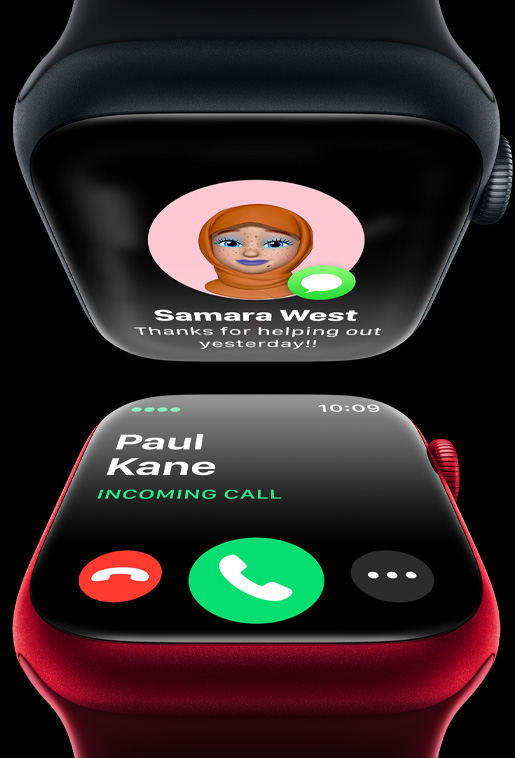 Samara West
Thanks for helping out
yesterday!!
10:09
Paul
Kane
INCOMING CALL